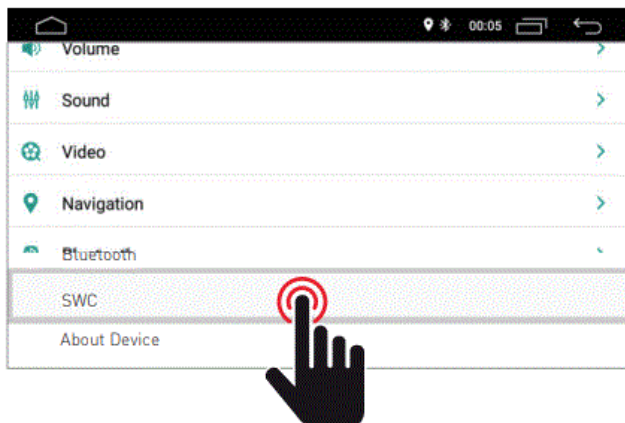 00:05
Volume
Sound
Video
Navigation
Bluetooth
SWC
About Device